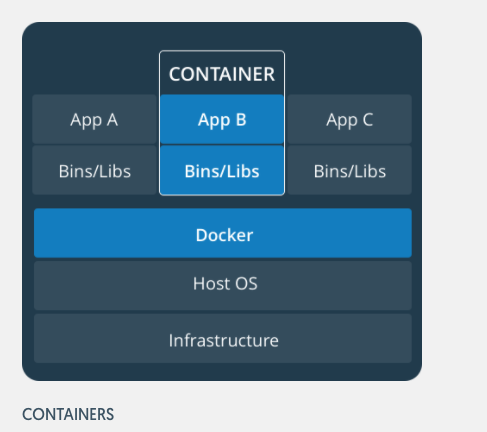 CONTAINER
App A App B App C
Bins/Libs Bins/Libs Bins/Libs
Docker
Host OS
Infrastructure
CONTAINERS